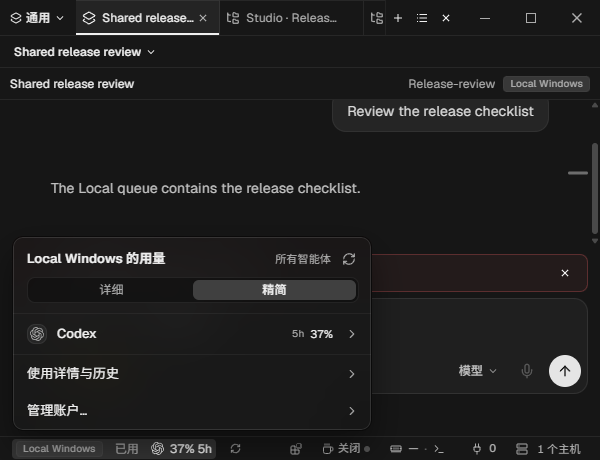 通用 Shared release... Studio · Releas...
Shared release review
Shared release review Release-review Local Windows
Review the release checklist
The Local queue contains the release checklist.
Local Windows 的用量 所有智能体
详细 精简
Codex 5h 37%
使用详情与历史
管理账户...
模型
Local Windows 已用 37% 5h 关闭 — · 0 1 个主机